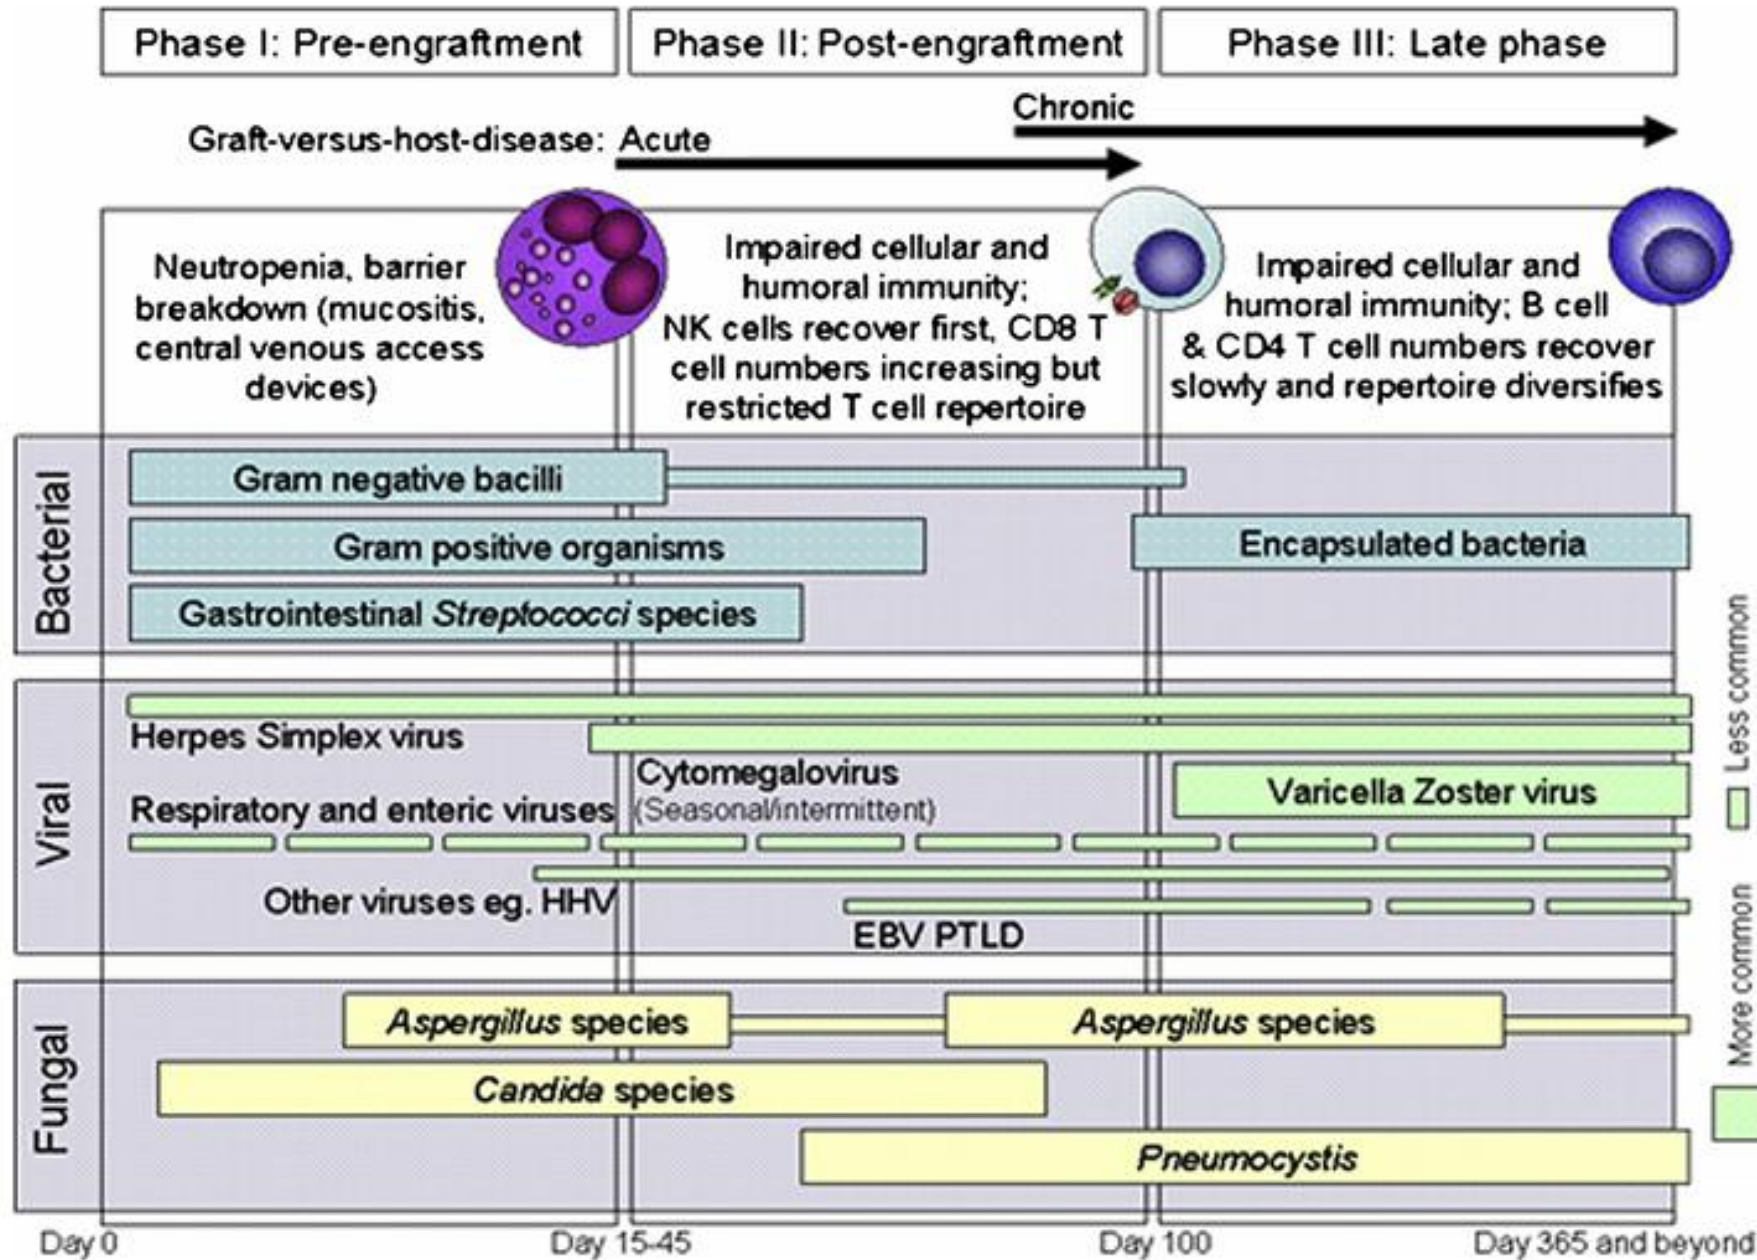 Phase I: Pre-engraftment
Phase II: Post-engraftment
Phase III: Late phase
Chronic
Graft-versus-host-disease: Acute
Neutropenia, barrier
breakdown (mucositis,
central venous access
devices)
Impaired cellular and
humoral immunity;
NK cells recover first, CD8 T
cell numbers increasing but
restricted T cell repertoire
Impaired cellular and
humoral immunity; B cell
& CD4 T cell numbers recover
slowly and repertoire diversifies
Bacterial
Gram negative bacilli
Gram positive organisms
Encapsulated bacteria
Gastrointestinal Streptococci species
Viral
Herpes Simplex virus
Cytomegalovirus
Varicella Zoster virus
Respiratory and enteric viruses (Seasonal/intermittent)
Other viruses eg. HHV
EBV PTLD
Fungal
Aspergillus species
Aspergillus species
Candida species
Pneumocystis
Less common
More common
Day 0
Day 15-45
Day 100
Day 365 and beyond